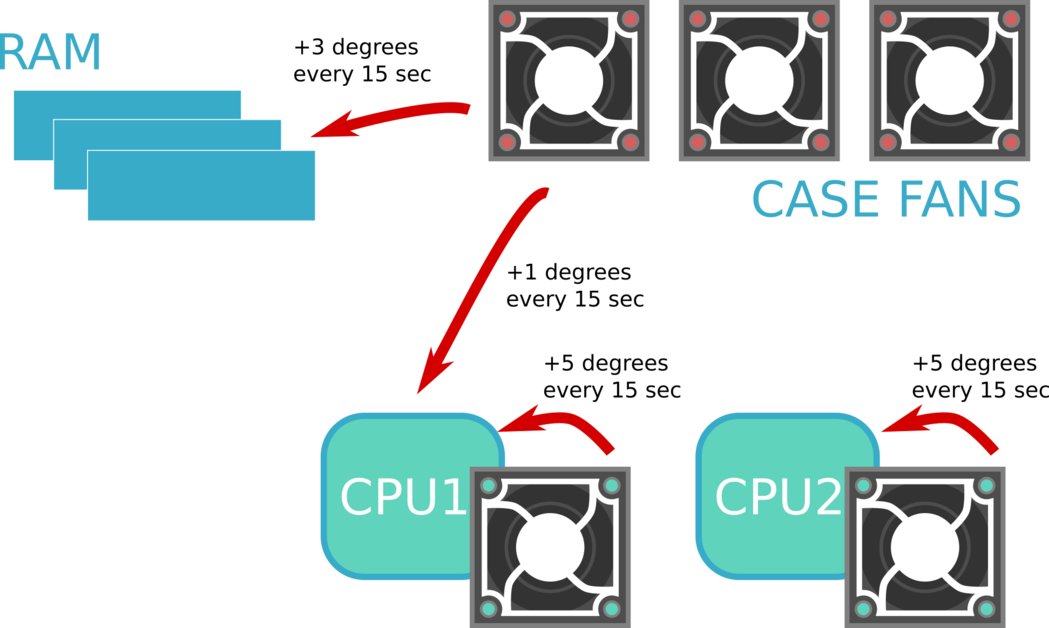 RAM
+3 degrees
every 15 sec
CASE FANS
+1 degrees
every 15 sec
+5 degrees
every 15 sec
+5 degrees
every 15 sec
CPU1
CPU2